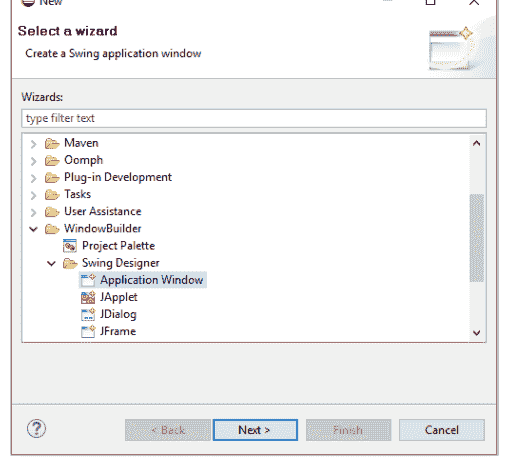 New
Select a wizard
Create a Swing application window
Wizards:
type filter text
Maven
Oomph
Plug-in Development
Tasks
User Assistance
WindowBuilder
Project Palette
Swing Designer
Application Window
JApplet
JDialog
JFrame
? < Back Next > Finish Cancel